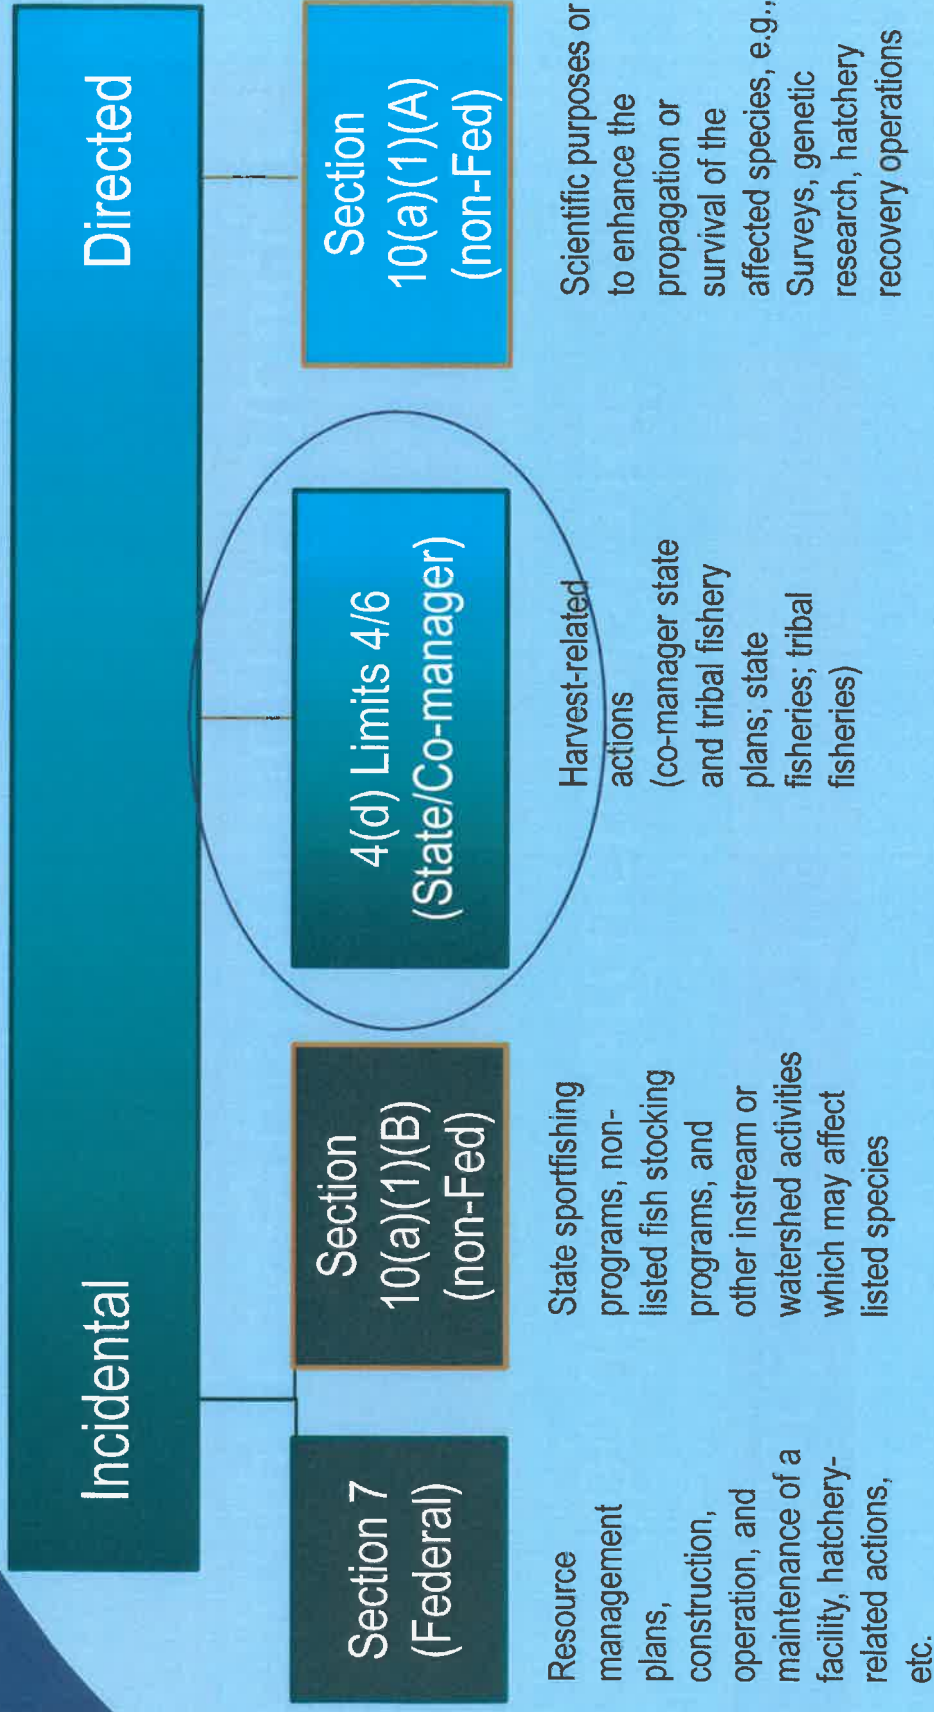 Incidental
Directed
Section 7
(Federal)
Section
10(a)(1)(B)
(non-Fed)
4(d) Limits 4/6
(State/Co-manager)
Section
10(a)(1)(A)
(non-Fed)
Resource
management
plans,
construction,
operation, and
maintenance of a
facility, hatchery-
related actions,
etc.
State sportfishing
programs, non-
listed fish stocking
programs, and
other instream or
watershed activities
which may affect
listed species
Harvest-related
actions
(co-manager state
and tribal fishery
plans; state
fisheries; tribal
fisheries)
Scientific purposes or
to enhance the
propagation or
survival of the
affected species, e.g.,
Surveys, genetic
research, hatchery
recovery operations